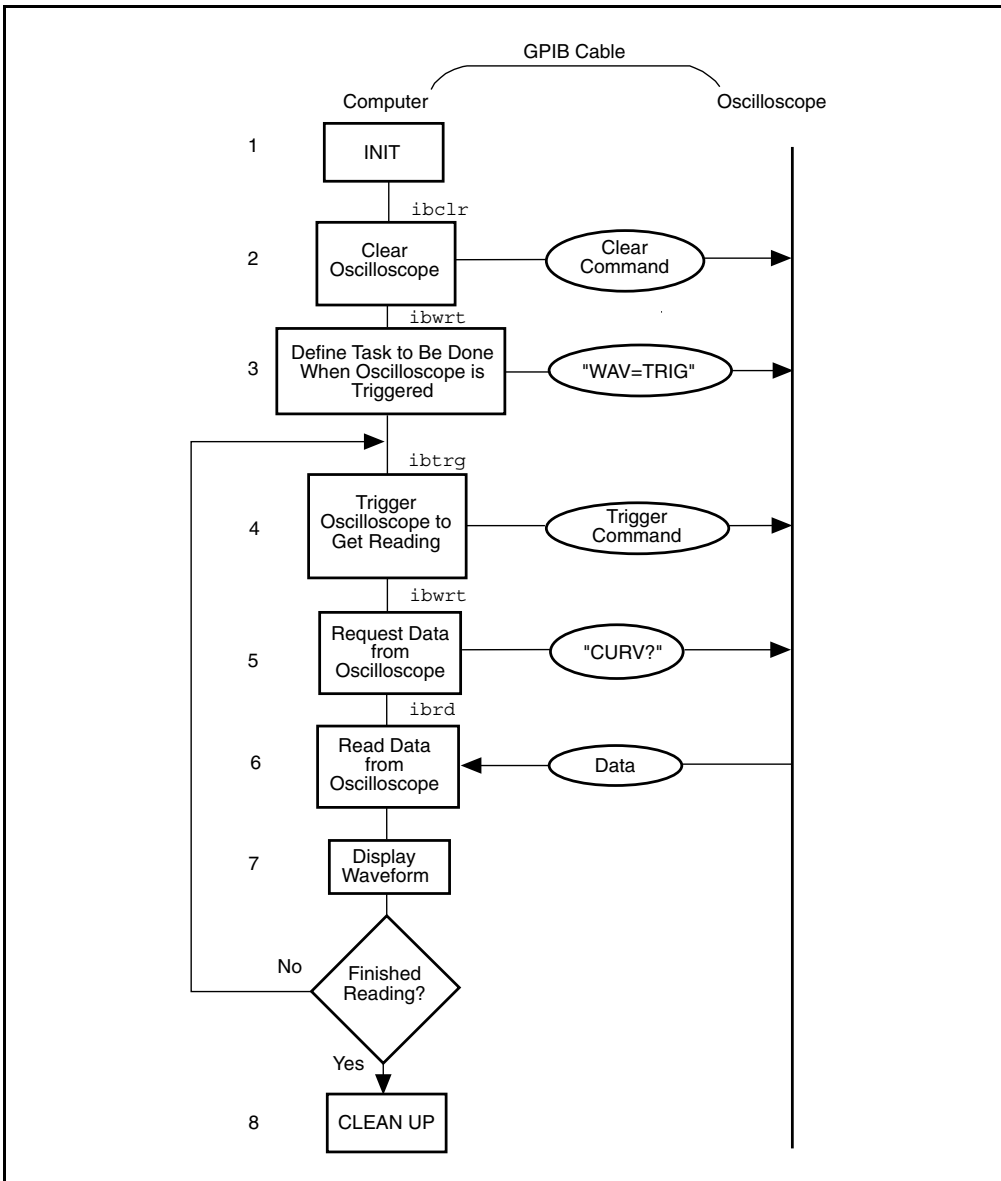 GPIB Cable
Computer
Oscilloscope
1
INIT
ibclr
2
Clear
Oscilloscope
Clear
Command
ibwrt
3
Define Task to Be Done
When Oscilloscope is
Triggered
"WAV=TRIG"
ibtrg
4
Trigger
Oscilloscope to
Get Reading
Trigger
Command
ibwrt
5
Request Data
from
Oscilloscope
"CURV?"
ibrd
6
Read Data
from
Oscilloscope
Data
7
Display
Waveform
No
Finished
Reading?
Yes
8
CLEAN UP